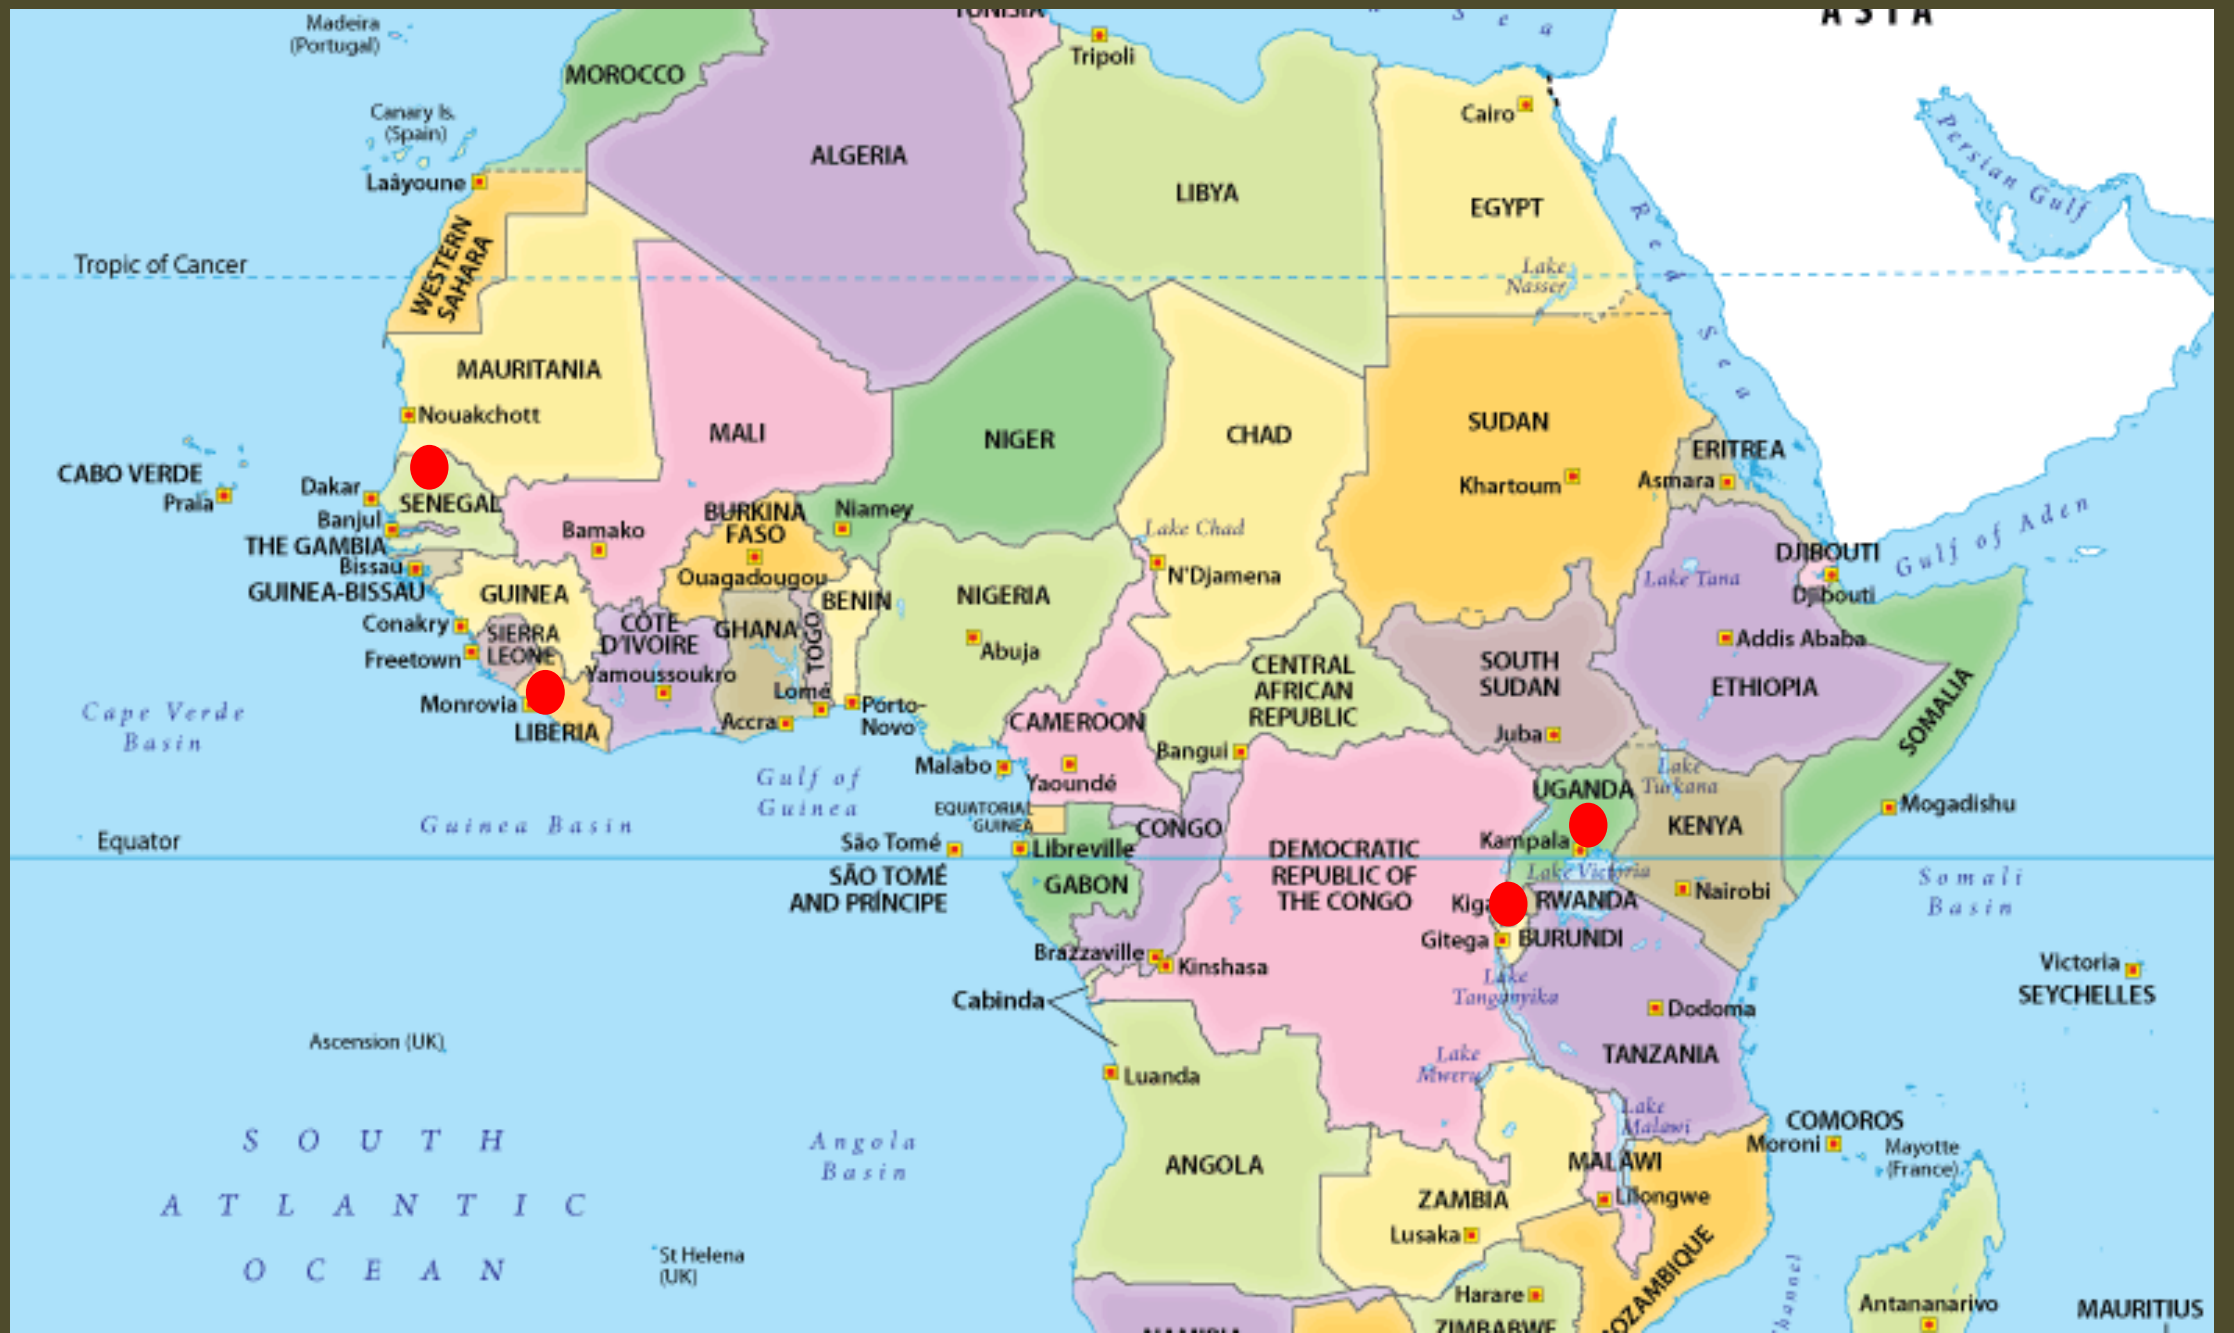 Madeira
(Portugal)
TUNISIA
Tripoli
Sea
ASIA
MOROCCO
Canary Is.
(Spain)
Laâyoune
ALGERIA
LIBYA
Cairo
EGYPT
Persian Gulf
Red Sea
WESTERN
SAHARA
Tropic of Cancer
Lake
Nasser
MAURITANIA
Nouakchott
MALI
NIGER
CHAD
SUDAN
Khartoum
ERITREA
Asmara
CABO VERDE
Praia
Dakar
SENEGAL
Banjul
THE GAMBIA
Bissau
GUINEA-BISSAU
Bamako
BURKINA
FASO
Ouagadougou
Niamey
Lake Chad
N'Djamena
Gulf of Aden
DJIBOUTI
Djibouti
Lake Tana
GUINEA
Conakry
SIERRA
LEONE
Freetown
CÔTE
D'IVOIRE
Yamoussoukro
GHANA
TOGO
BENIN
NIGERIA
Abuja
Addis Ababa
ETHIOPIA
SOMALIA
CENTRAL
AFRICAN
REPUBLIC
SOUTH
SUDAN
Juba
Monrovia
LIBERIA
Lomé
Accra
Porto-
Novo
CAMEROON
Yaoundé
Bangui
Malabo
Cape Verde
Basin
Gulf of
Guinea
Guinea Basin
EQUATORIAL
GUINEA
UGANDA
Kampala
Lake
Turkana
KENYA
Mogadishu
Equator
São Tomé
SÃO TOMÉ
AND PRÍNCIPE
Libreville
GABON
CONGO
DEMOCRATIC
REPUBLIC OF
THE CONGO
Lake Victoria
Nairobi
Somali
Basin
Kiga
RWANDA
Gitega
BURUNDI
Brazzaville
Kinshasa
Cabinda
Lake
Tanganyika
Dodoma
TANZANIA
Victoria
SEYCHELLES
Ascension (UK)
Luanda
Lake
Mweru
Lake
Malawi
COMOROS
Moroni
Mayotte
(France)
SOUTH
ATLANTIC
OCEAN
Angola
Basin
ANGOLA
MALAWI
Lilongwe
ZAMBIA
Lusaka
St Helena
(UK)
MOZAMBIQUE
Channel
Harare
ZIMBABWE
NAMIBIA
Antananarivo
MAURITIUS